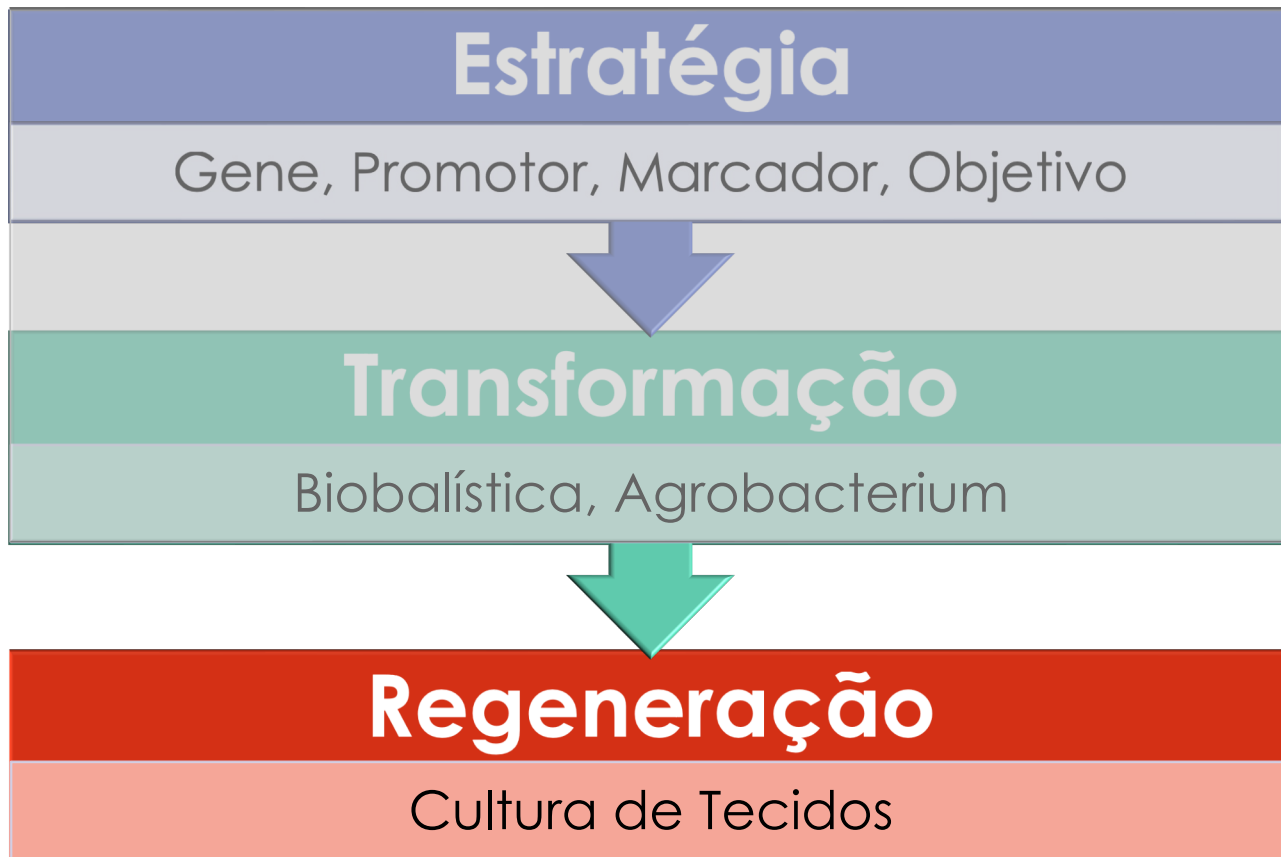 Estratégia
Gene, Promotor, Marcador, Objetivo
Transformação
Biobalística, Agrobacterium
Regeneração
Cultura de Tecidos